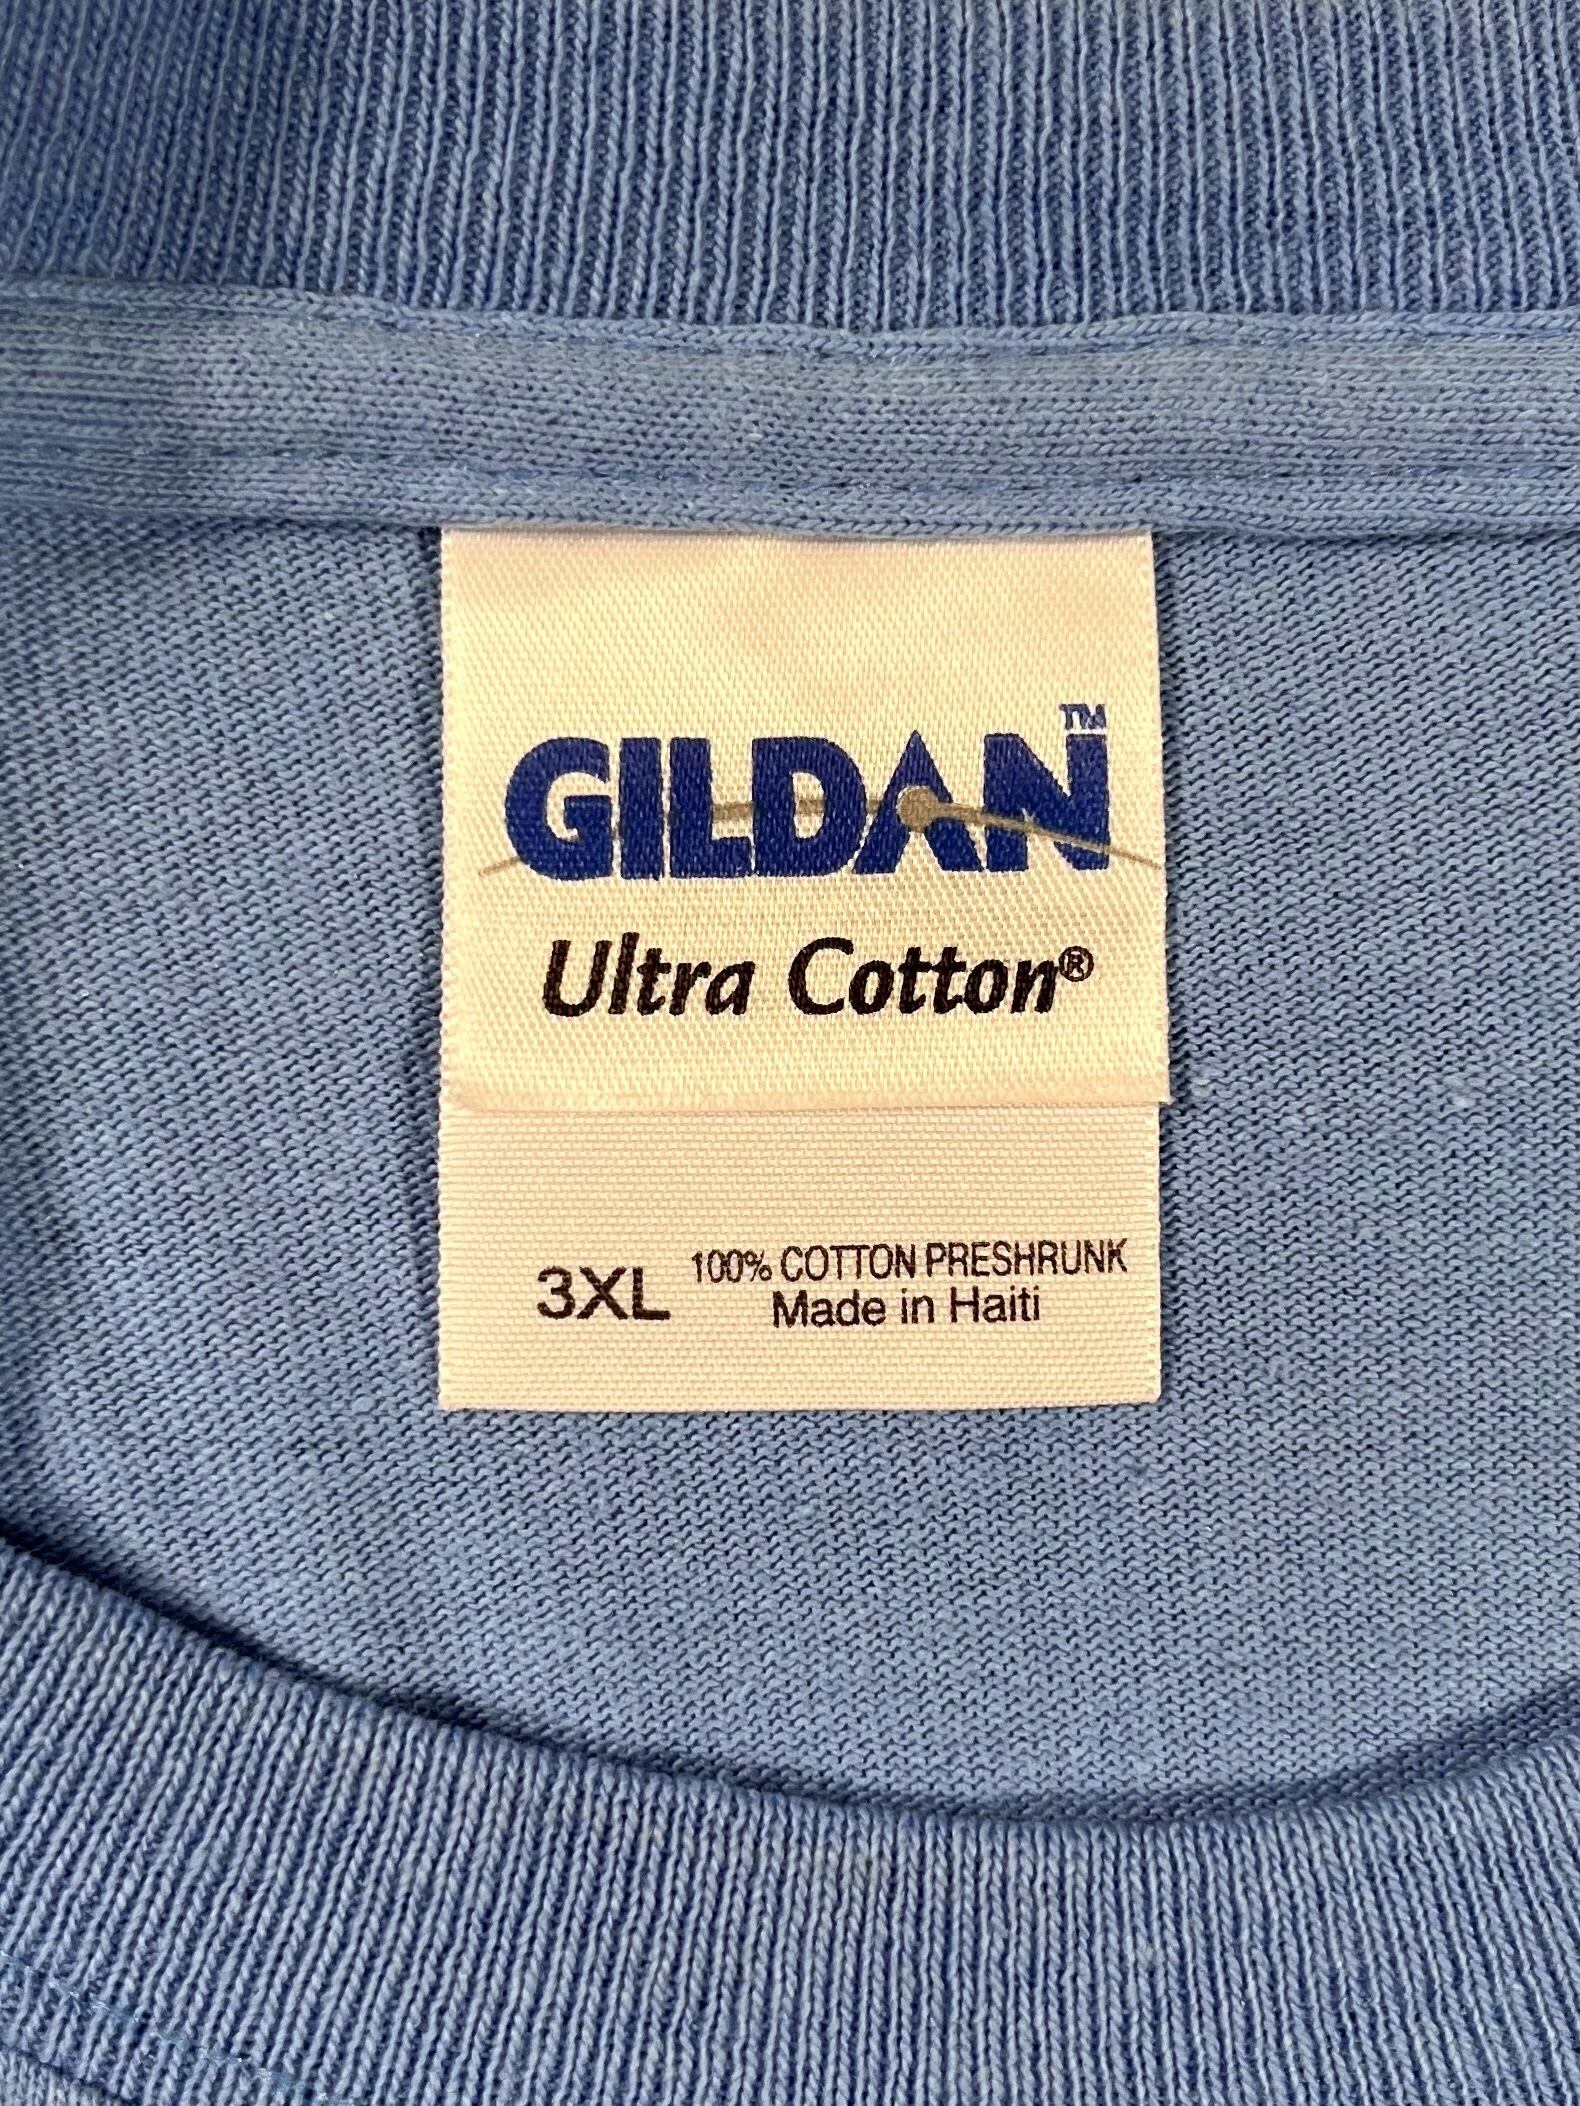 GILDAN™
Ultra Cotton®
3XL 100% COTTON PRESHRUNK
Made in Haiti